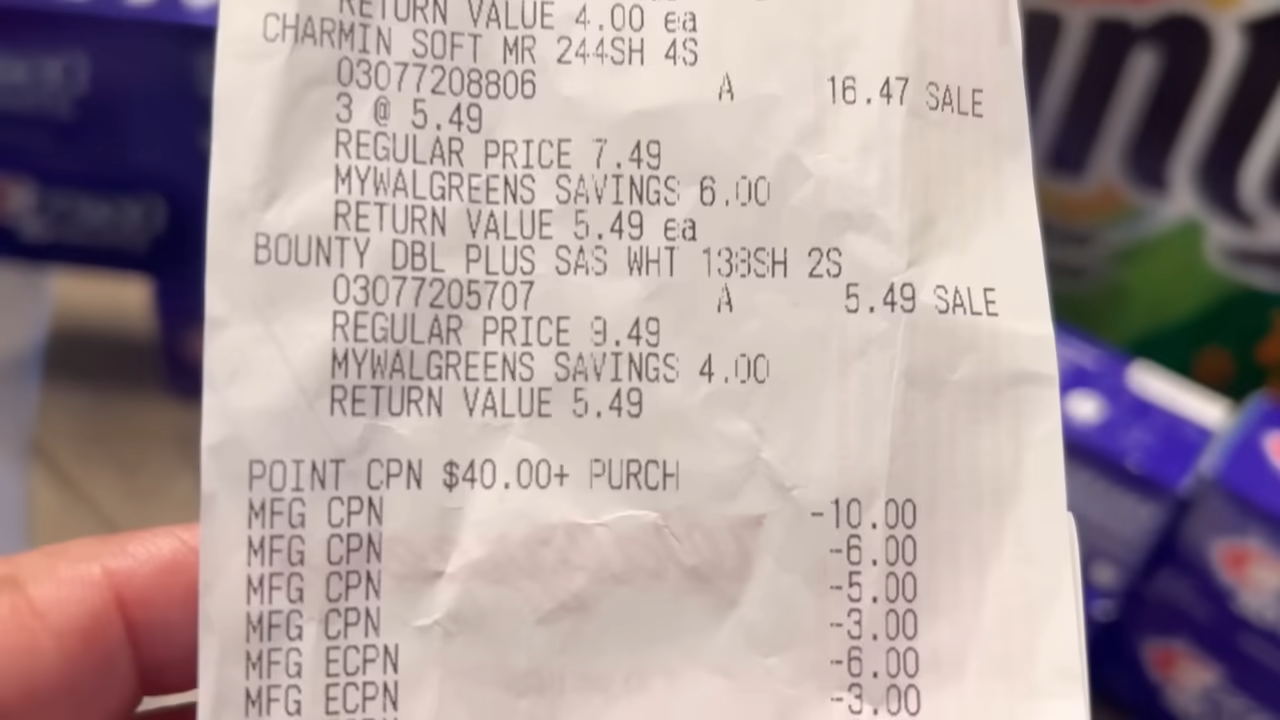 RETURN VALUE 4.00 ea
CHARMIN SOFT MR 244SH 4S
03077208806 A 16.47 SALE
3 @ 5.49
REGULAR PRICE 7.49
MYWALGREENS SAVINGS 6.00
RETURN VALUE 5.49 ea
BOUNTY DBL PLUS SAS WHT 138SH 2S
03077205707 A 5.49 SALE
REGULAR PRICE 9.49
MYWALGREENS SAVINGS 4.00
RETURN VALUE 5.49
POINT CPN $40.00+ PURCH
MFG CPN -10.00
MFG CPN -6.00
MFG CPN -5.00
MFG CPN -3.00
MFG ECPN -6.00
MFG ECPN -3.00